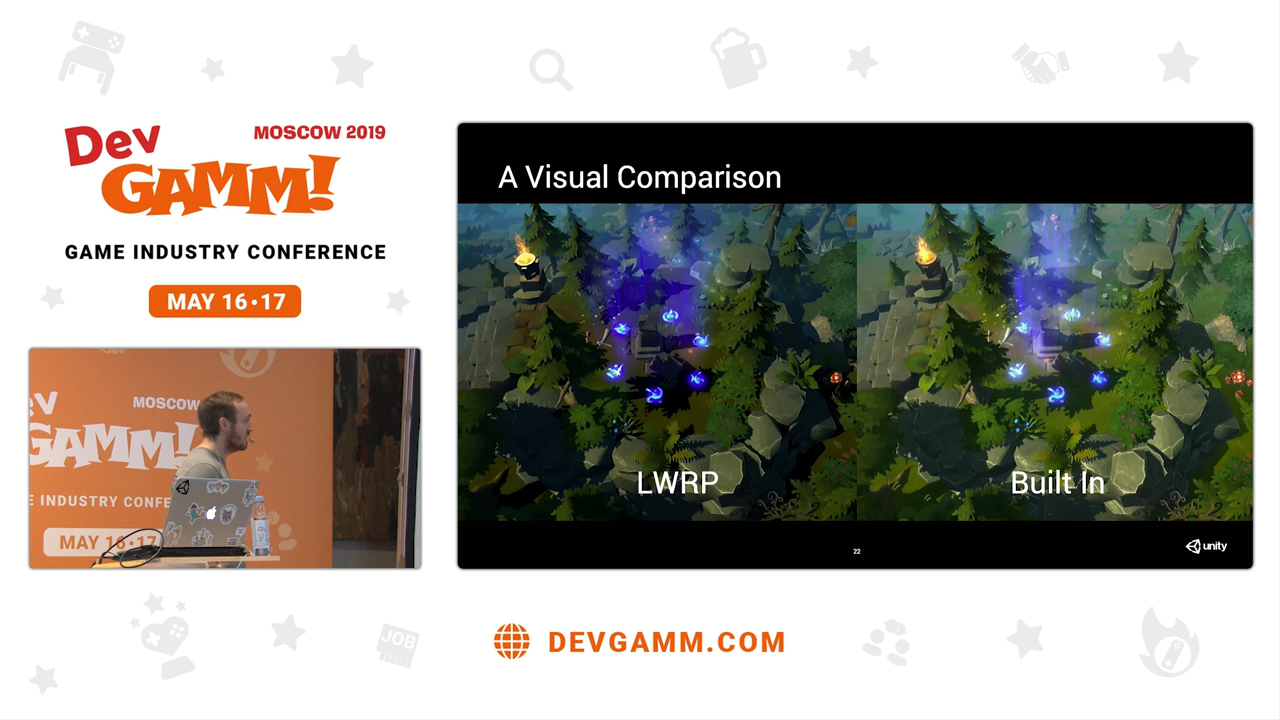 Dev
GAMM!
MOSCOW 2019
GAME INDUSTRY CONFERENCE
MAY 16•17
ev
MOSCOW
GAMM!
E INDUSTRY CONFE
MAY 16•17
A Visual Comparison
LWRP
Built In
22
unity
JOB
DEVGAMM.COM